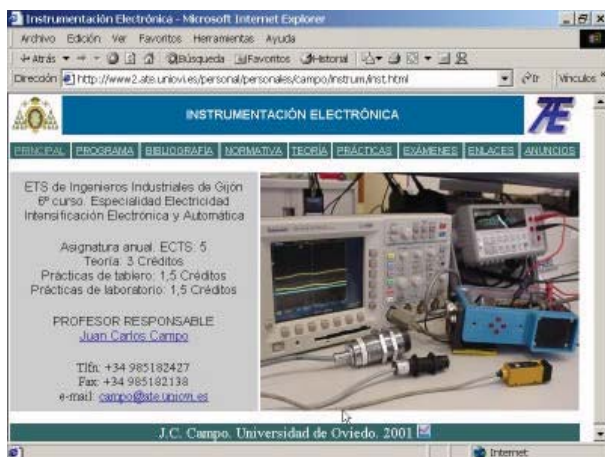 Instrumentación Electrónica - Microsoft Internet Explorer
Archivo Edición Ver Favoritos Herramientas Ayuda
Atrás Búsqueda Favoritos Historial
Dirección http://www2.ate.uniovi.es/personal/personales/campo/instrum/inst.html Ir Vínculos
INSTRUMENTACIÓN ELECTRÓNICA
PRINCIPAL PROGRAMA BIBLIOGRAFÍA NORMATIVA TEORÍA PRÁCTICAS EXÁMENES ENLACES ANUNCIOS
ETS de Ingenieros Industriales de Gijón
6º curso. Especialidad Electricidad
Intensificación Electrónica y Automática
Asignatura anual. ECTS: 5
Teoría: 3 Créditos
Prácticas de tablero: 1,5 Créditos
Prácticas de laboratorio: 1,5 Créditos
PROFESOR RESPONSABLE
Juan Carlos Campo
Tlfn: +34 985182427
Fax: +34 985182138
e-mail: campo@ate.uniovi.es
J.C. Campo. Universidad de Oviedo. 2001
Internet